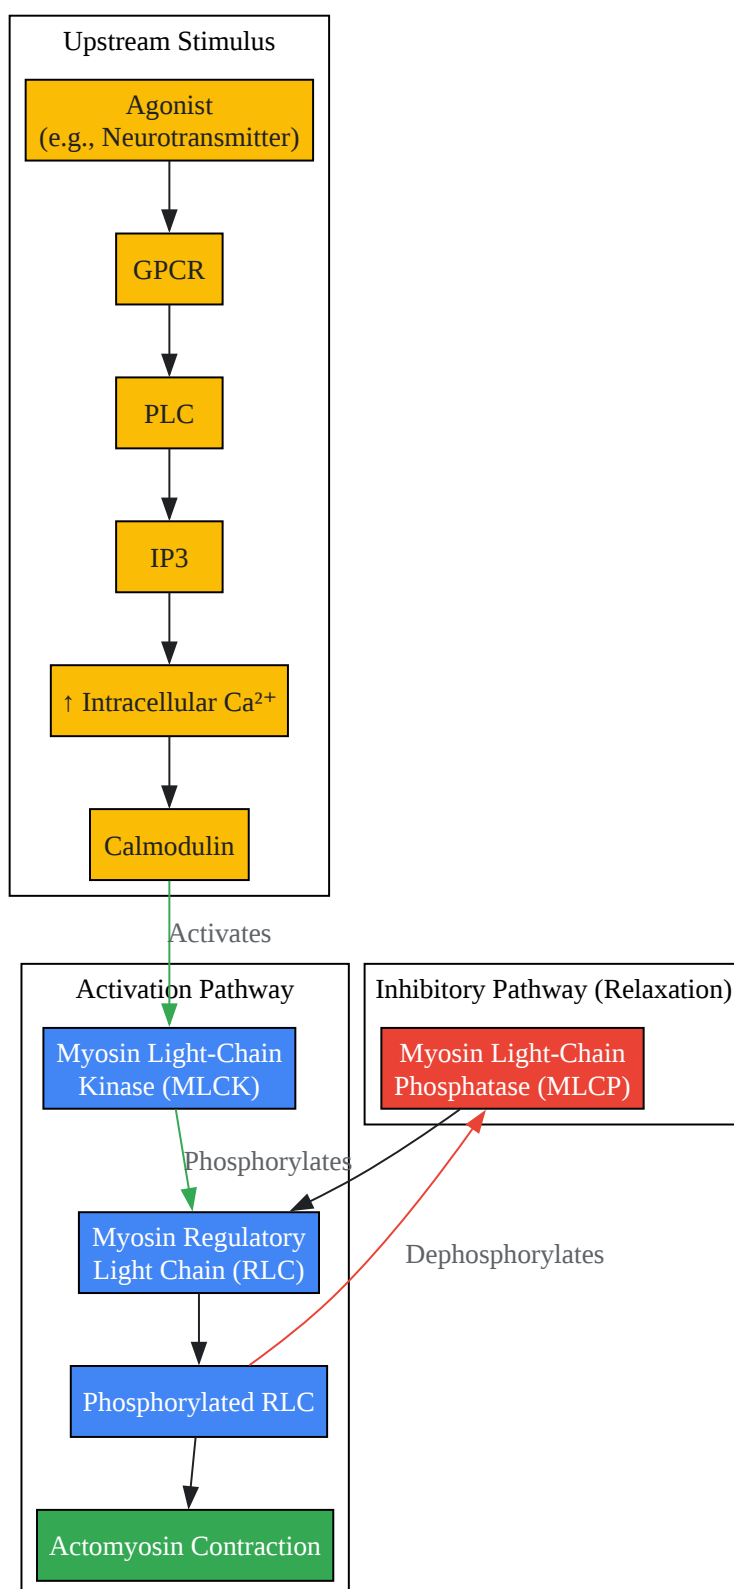 Upstream Stimulus
Agonist
(e.g., Neurotransmitter)
GPCR
PLC
IP3
↑ Intracellular Ca²⁺
Calmodulin
Activates
Activation Pathway
Inhibitory Pathway (Relaxation)
Myosin Light-Chain
Kinase (MLCK)
Myosin Light-Chain
Phosphatase (MLCP)
Phosphorylates
Myosin Regulatory
Light Chain (RLC)
Dephosphorylates
Phosphorylated RLC
Actomyosin Contraction